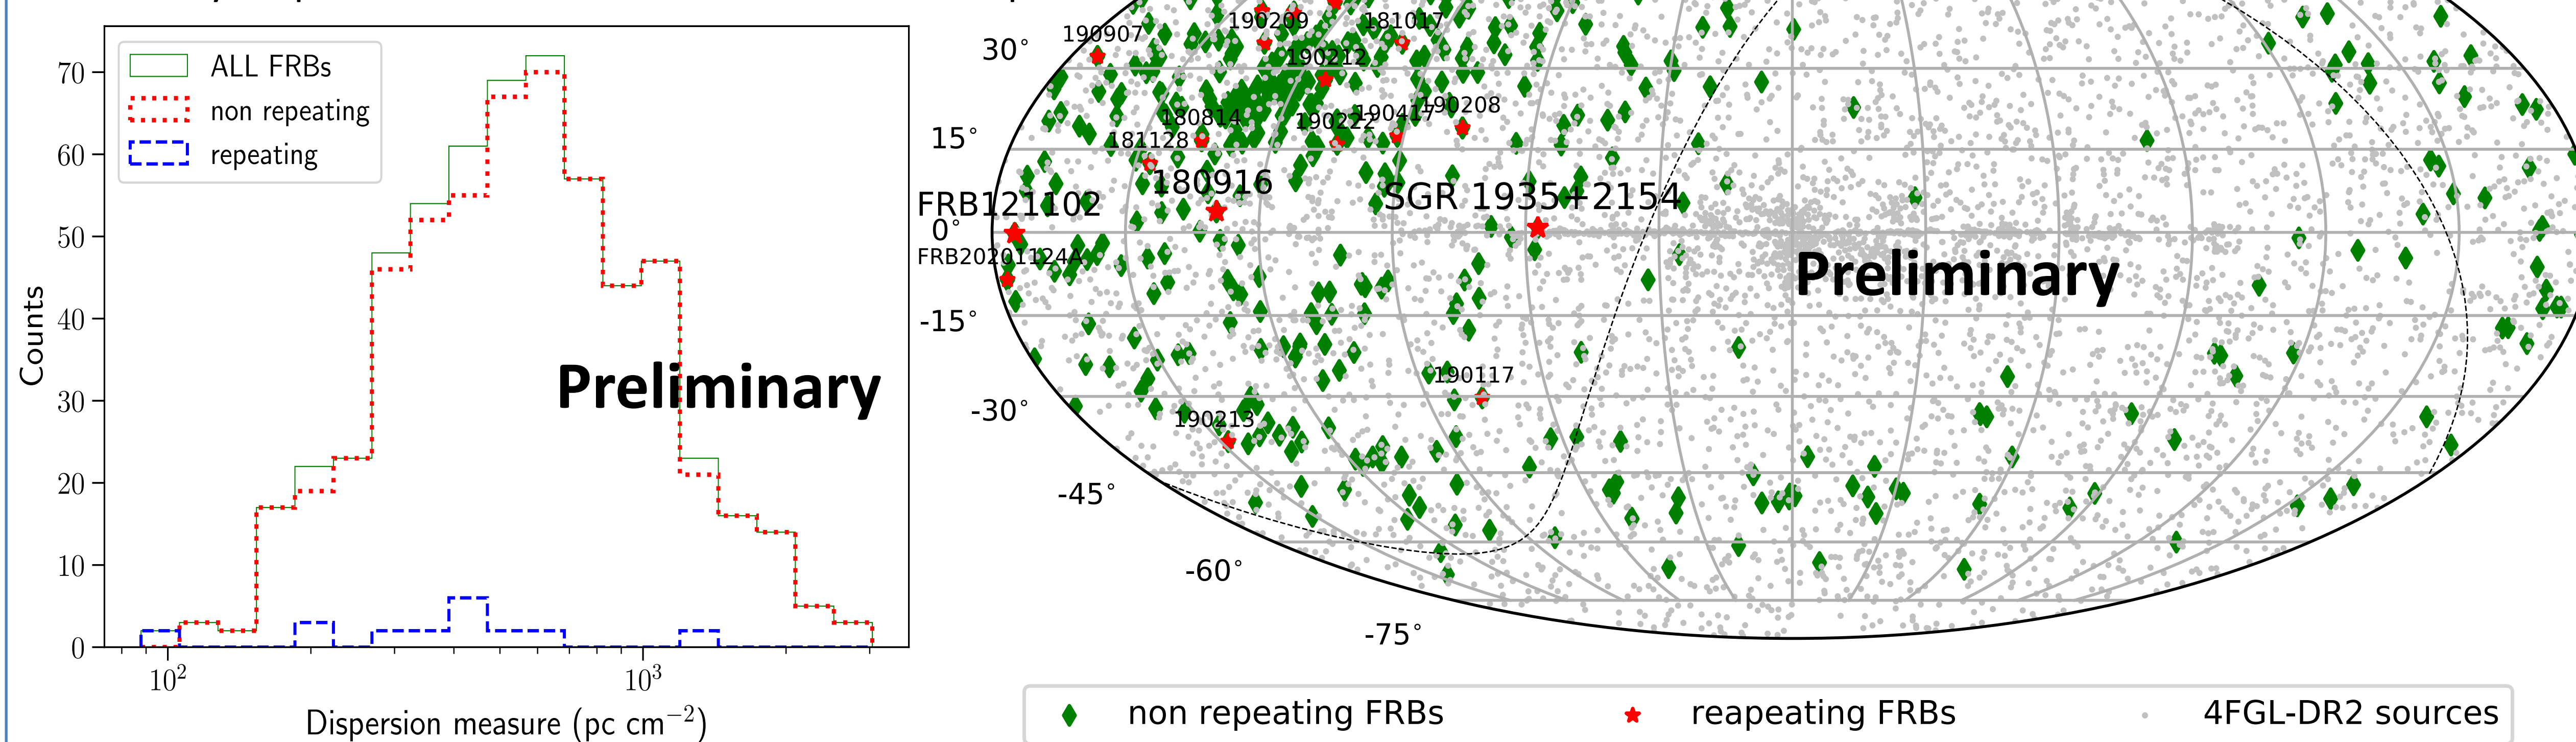 ALL FRBs
non repeating
repeating
70
60
50
40
30
20
10
0
Counts
Preliminary
10²
10³
Dispersion measure (pc cm⁻²)
30°
15°
0°
-15°
-30°
-45°
-60°
-75°
190907
190209
181017
190212
180814
190222
190417
190208
181128
180916
SGR 1935+2154
FRB121102
FRB20201124A
Preliminary
190117
190213
non repeating FRBs
reapeating FRBs
4FGL-DR2 sources